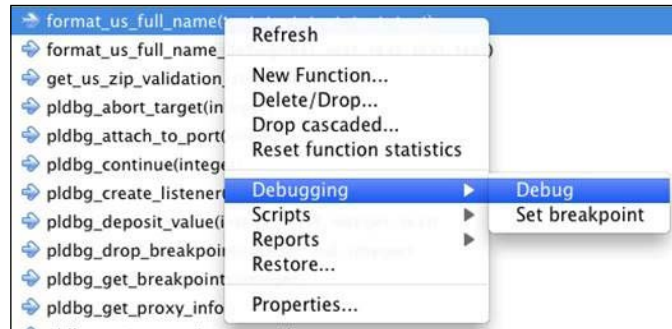 format_us_full_name(
format_us_full_name_
)
get_us_zip_validation_
pldbg_abort_target(in
pldbg_attach_to_port(
pldbg_continue(intege
pldbg_create_listener
pldbg_deposit_value(i
pldbg_drop_breakpoin
pldbg_get_breakpoint
pldbg_get_proxy_info
Refresh
New Function...
Delete/Drop...
Drop cascaded...
Reset function statistics
Debugging
Scripts
Reports
Restore...
Properties...
Debug
Set breakpoint